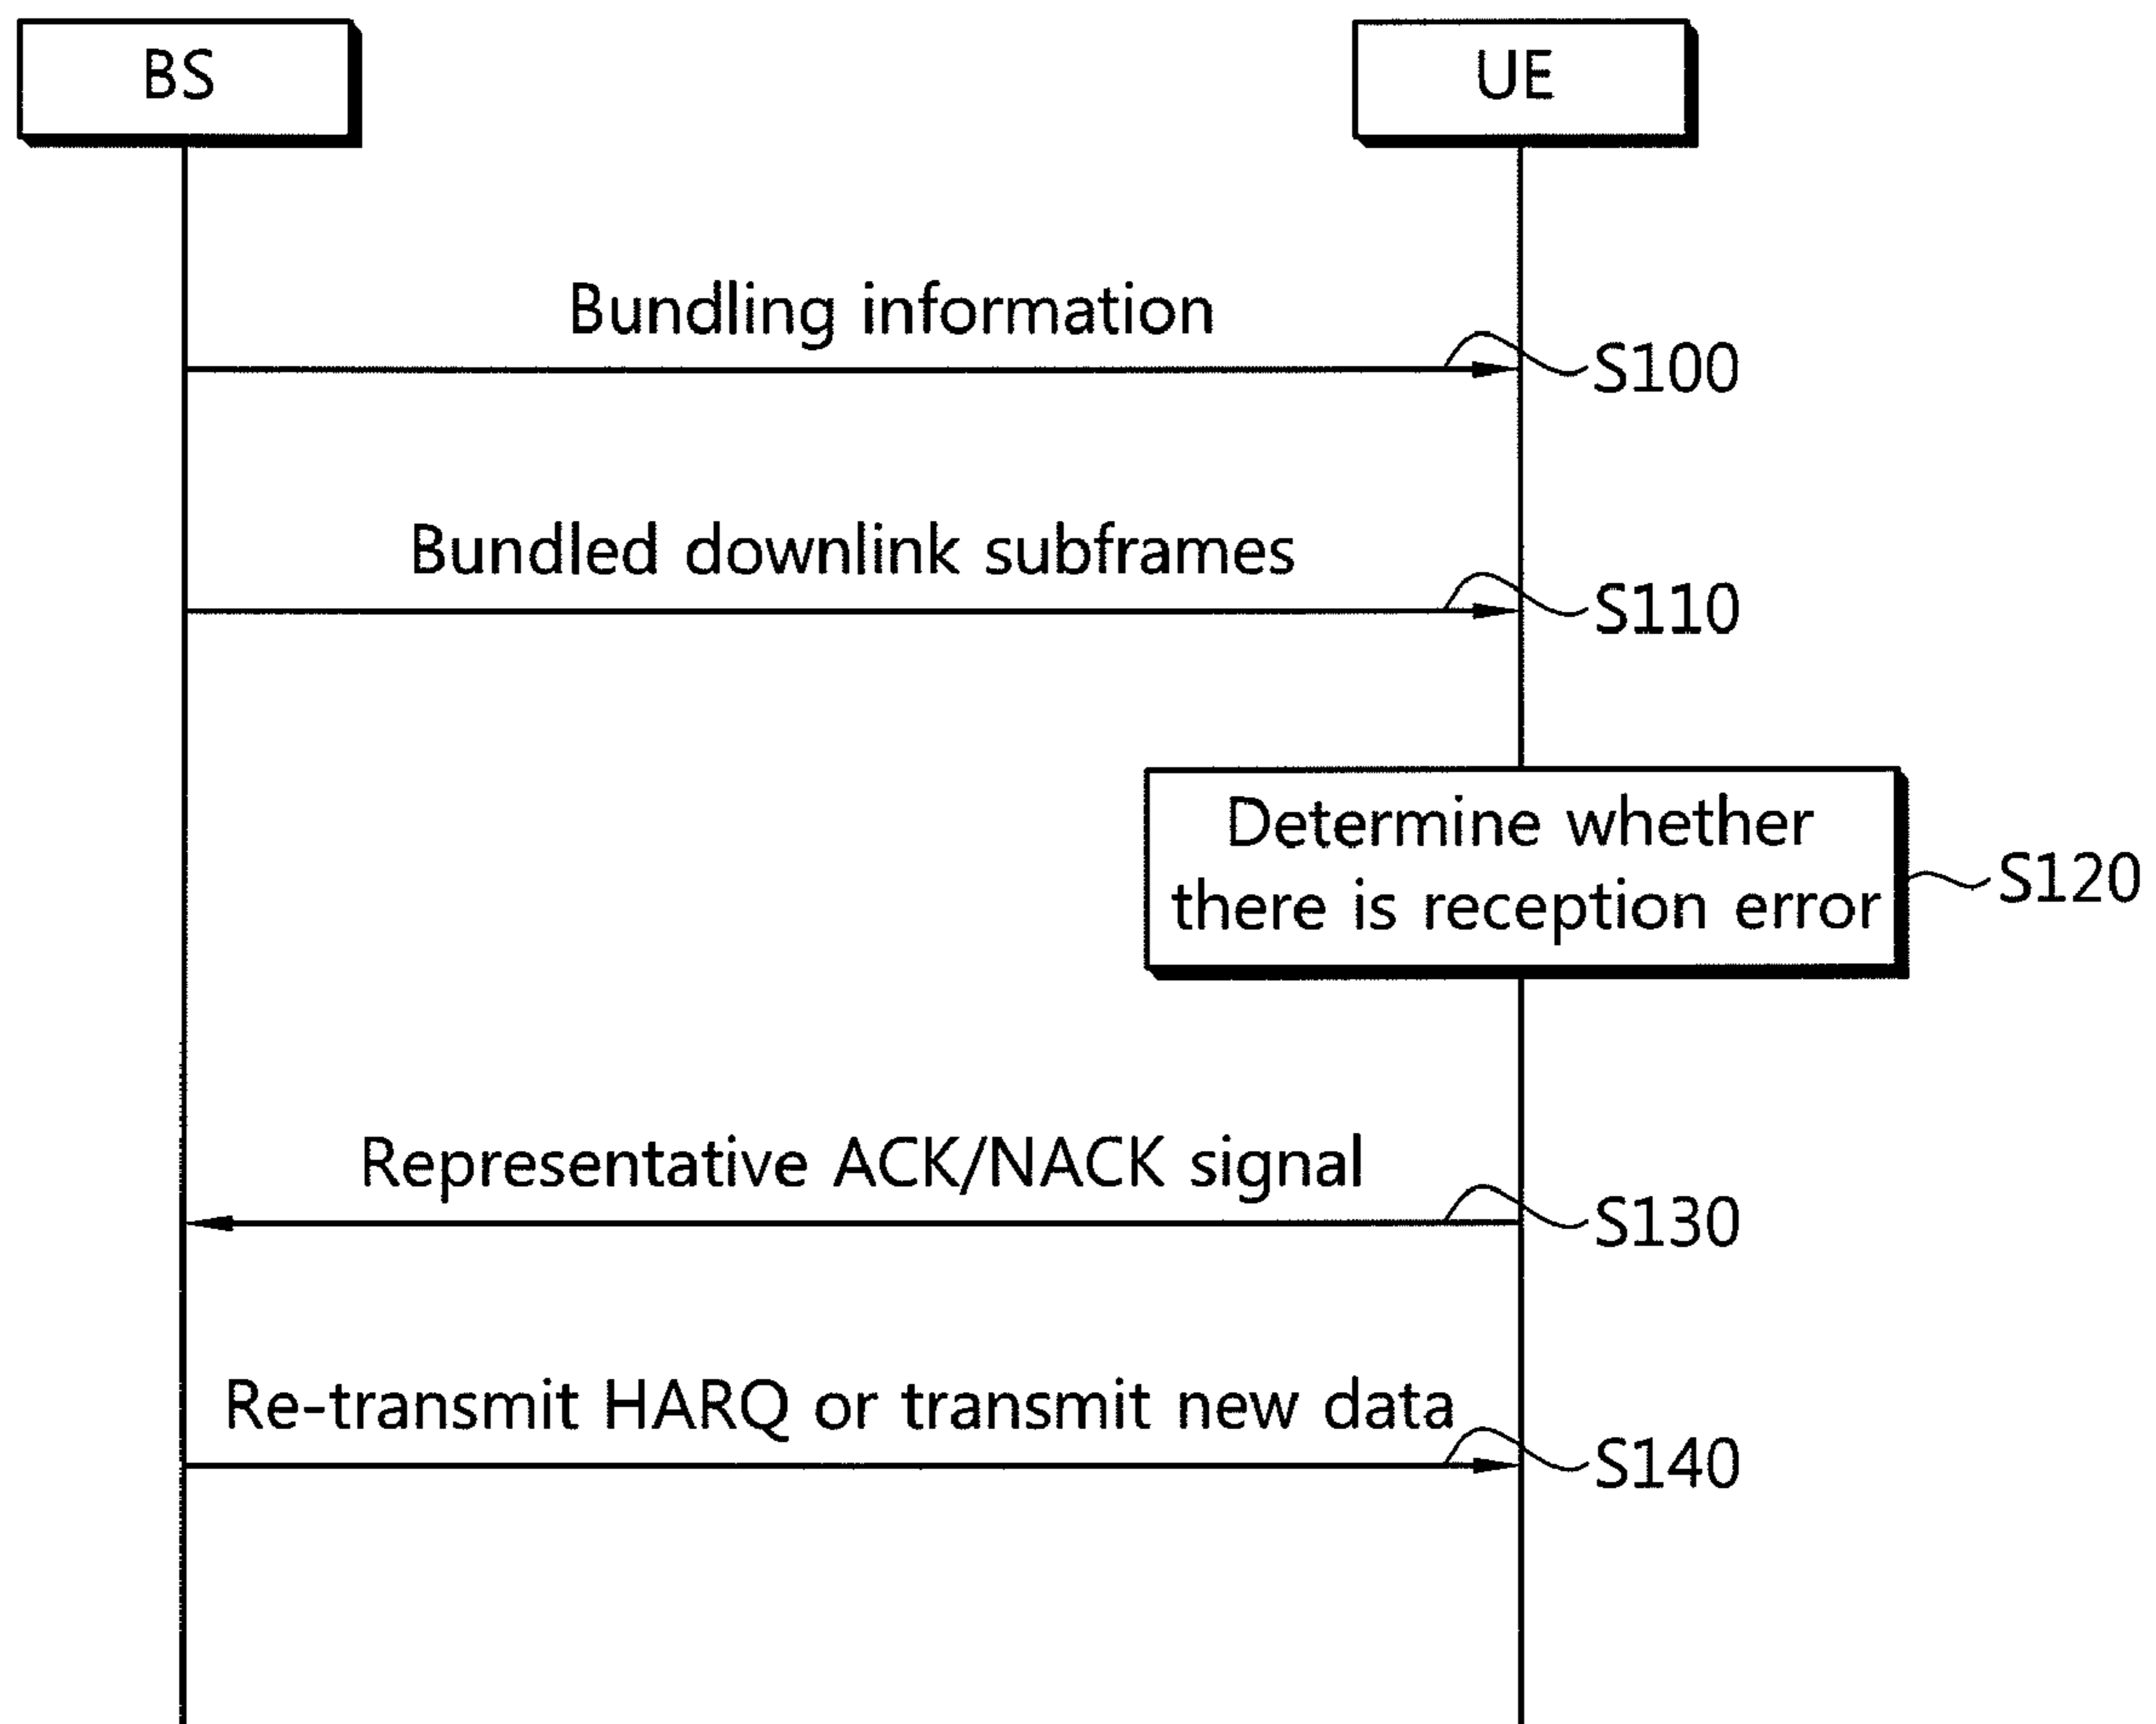 BS
UE
Bundling information
S100
Bundled downlink subframes
S110
Determine whether
there is reception error
S120
Representative ACK/NACK signal
S130
Re-transmit HARQ or transmit new data
S140